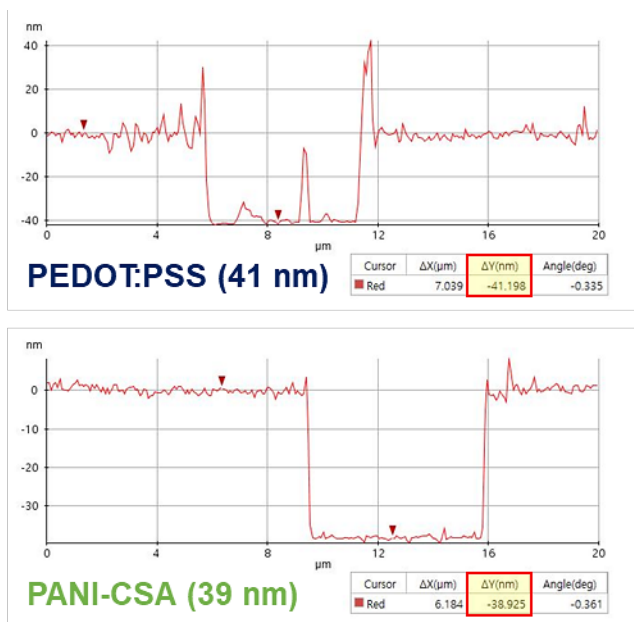 nm
40
20
0
-20
-40
0 4 8 12 16 20
µm
PEDOT:PSS (41 nm)
Cursor ΔX(µm) ΔY(nm) Angle(deg)
Red 7.039 -41.198 -0.335
nm
0
-10
-20
-30
0 4 8 12 16 20
µm
PANI-CSA (39 nm)
Cursor ΔX(µm) ΔY(nm) Angle(deg)
Red 6.184 -38.925 -0.361